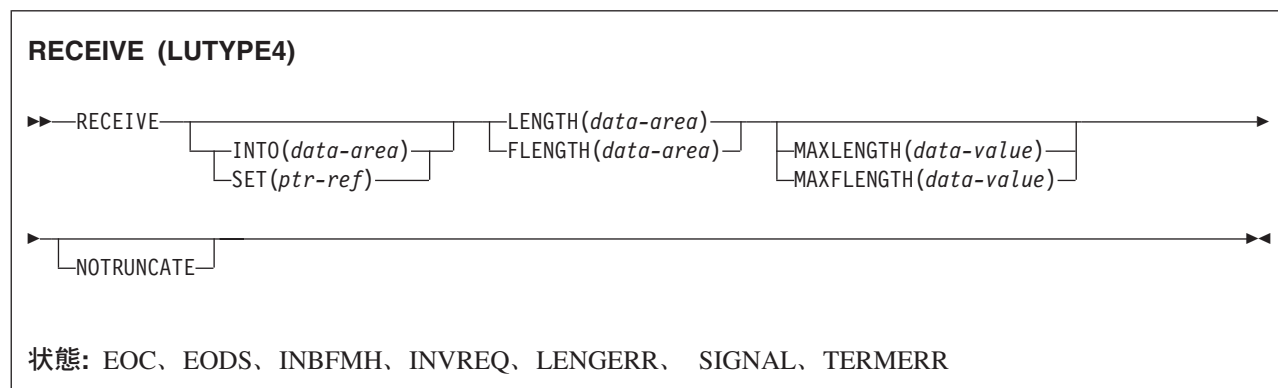 RECEIVE (LUTYPE4)
RECEIVE LENGTH(data-area)
INTO(data-area) FLENGTH(data-area) MAXLENGTH(data-value)
SET(ptr-ref) MAXFLENGTH(data-value)
NOTRUNCATE
状態: EOC、EODS、INBFMH、INVREQ、LENGERR、 SIGNAL、TERMERR